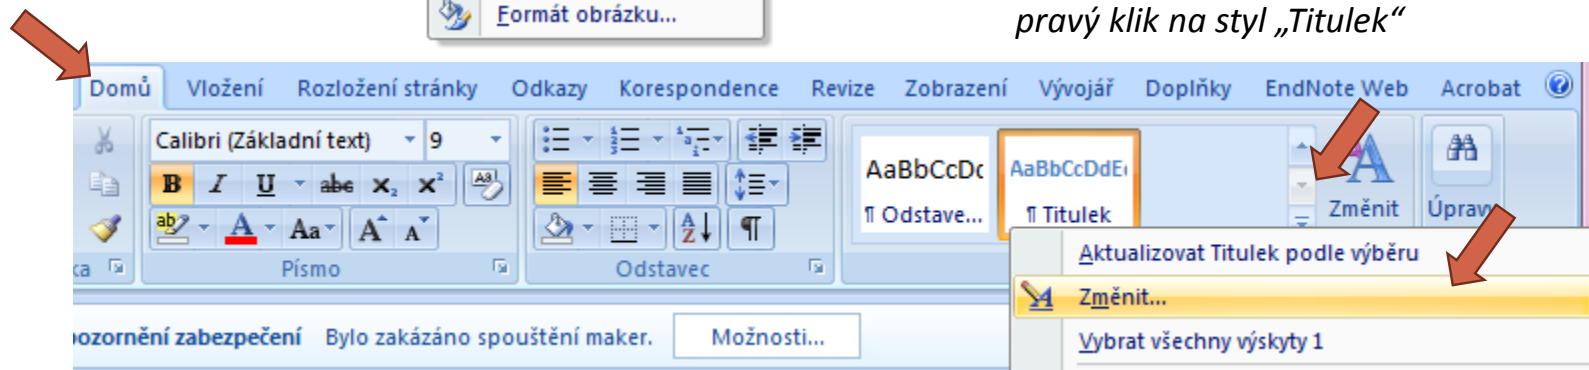 Formát obrázku...
pravý klik na styl „Titulek“
Domů Vložení Rozložení stránky Odkazy Korespondence Revize Zobrazení Vývojář Doplňky EndNote Web Acrobat
Calibri (Základní text) 9
AaBbCcDc AaBbCcDdE
¶ Odstave... ¶ Titulek
Změnit Úpravy
Písmo Odstavec
Aktualizovat Titulek podle výběru
Změnit...
Vybrat všechny výskyty 1
pozornění zabezpečení Bylo zakázáno spouštění maker. Možnosti...